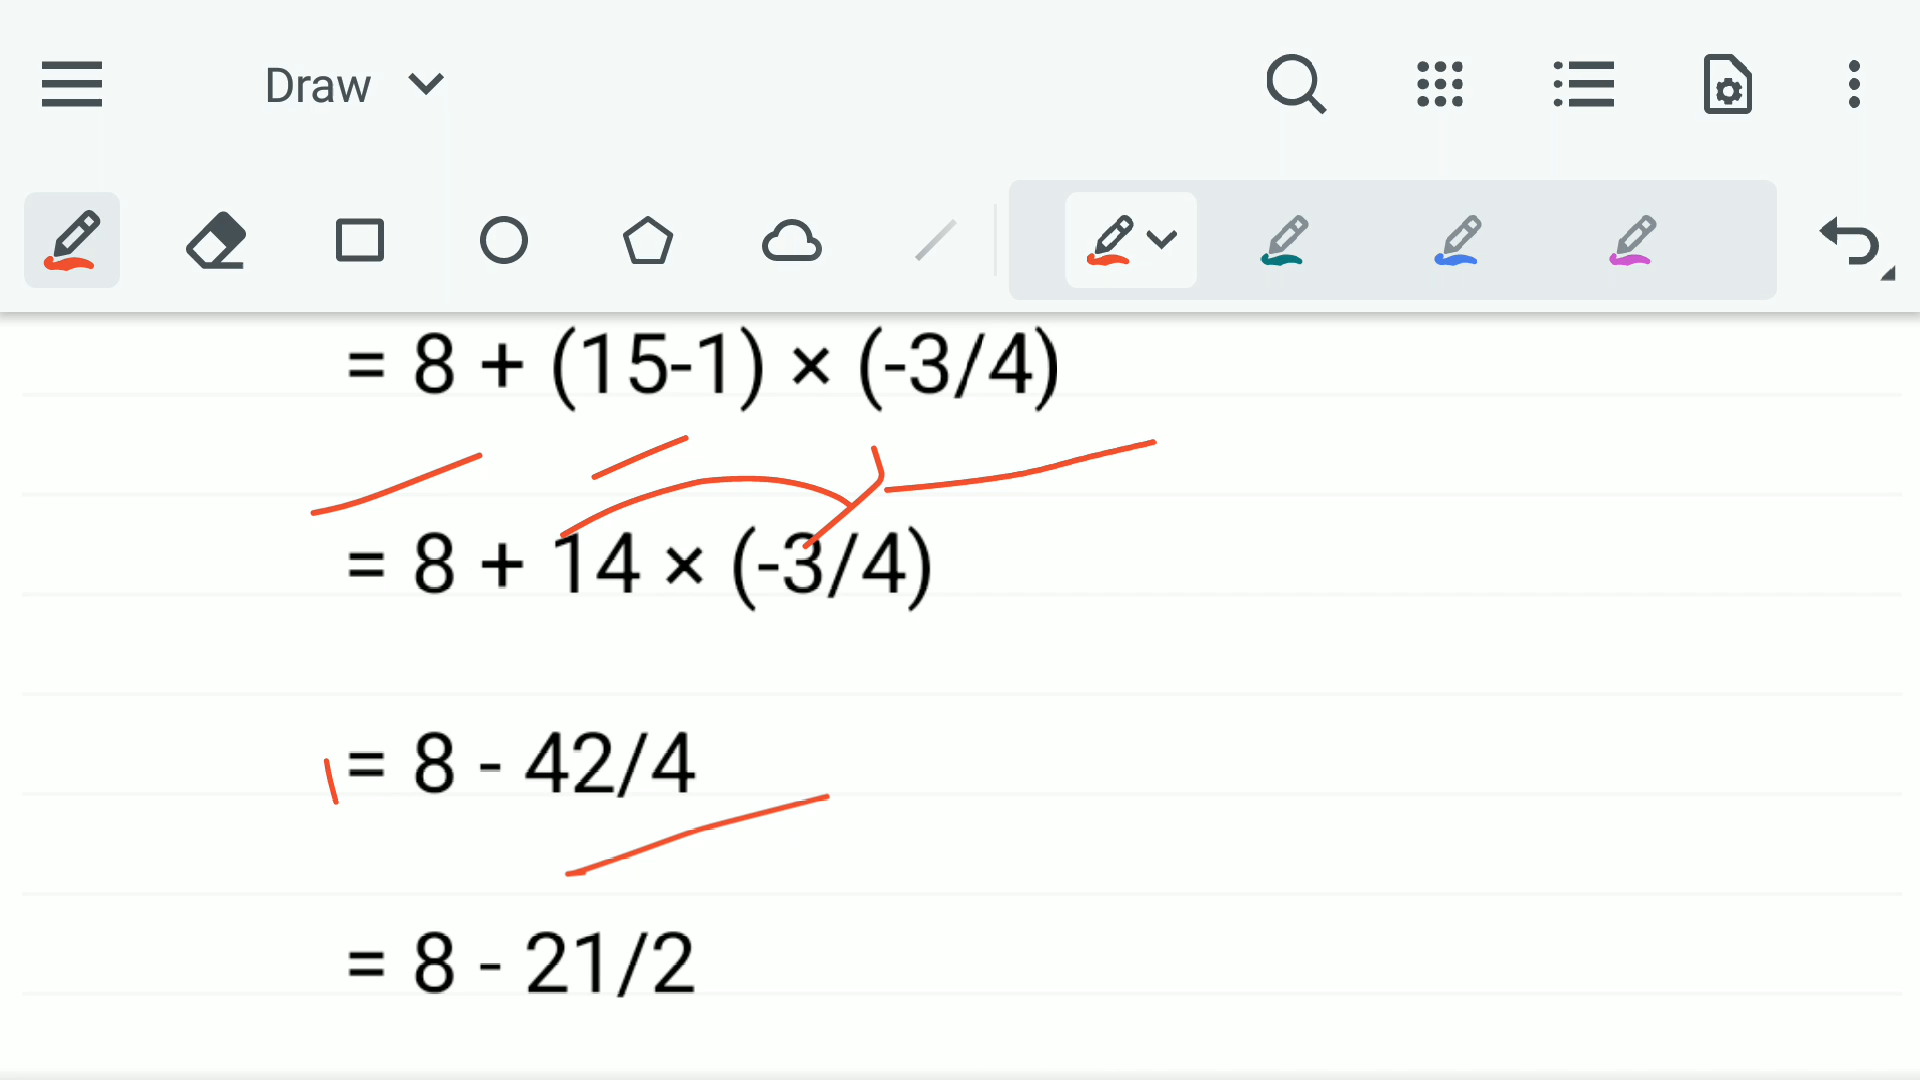 Draw
= 8 + (15-1) × (-3/4)
= 8 + 14 × (-3/4)
= 8 - 42/4
= 8 - 21/2